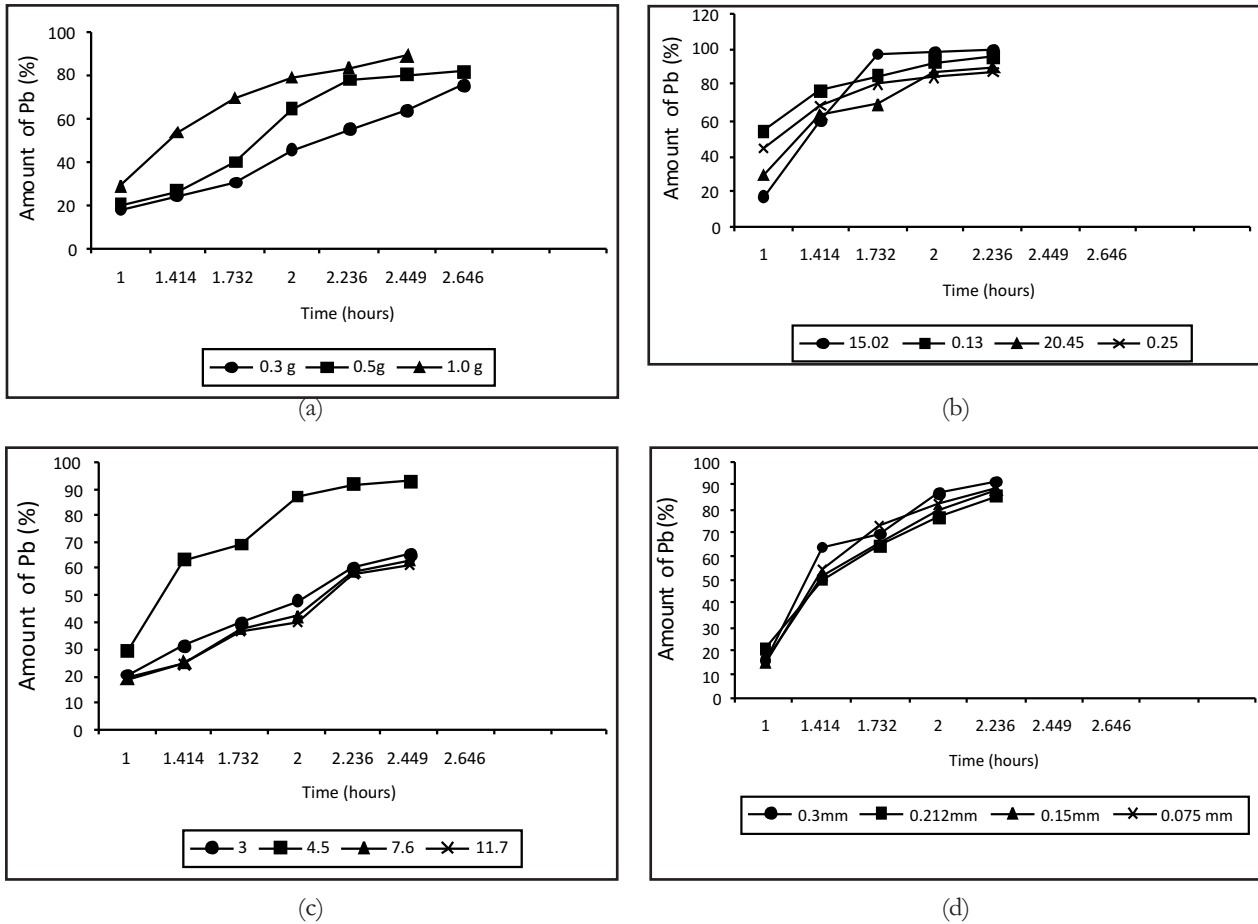 (a)
Amount of Pb (%)
100
80
60
40
20
0
1 1.414 1.732 2 2.236 2.449 2.646
Time (hours)
0.3 g 0.5g 1.0 g
(a)
(b)
Amount of Pb (%)
120
100
80
60
40
20
0
1 1.414 1.732 2 2.236 2.449 2.646
Time (hours)
15.02 0.13 20.45 0.25
(b)
Amount of Pb (%)
100
90
80
70
60
50
40
30
20
10
0
1 1.414 1.732 2 2.236 2.449 2.646
Time (hours)
3 4.5 7.6 11.7
(c)
Amount of Pb (%)
100
90
80
70
60
50
40
30
20
10
0
1 1.414 1.732 2 2.236 2.449 2.646
Time (hours)
0.3mm 0.212mm 0.15mm 0.075 mm
(d)